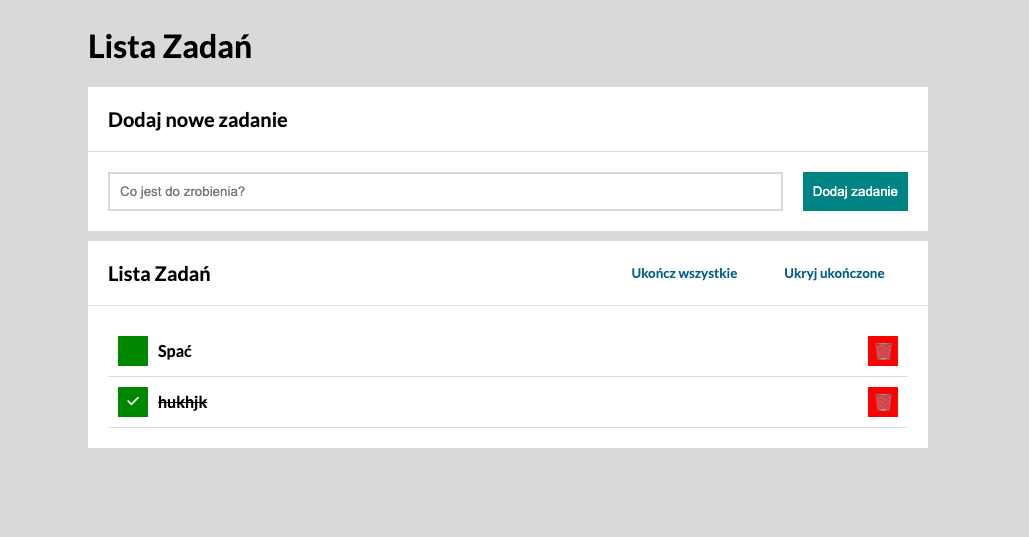 Lista Zadań
Dodaj nowe zadanie
Co jest do zrobienia?
Dodaj zadanie
Lista Zadań
Ukończ wszystkie
Ukryj ukończone
Spać
hukhjk